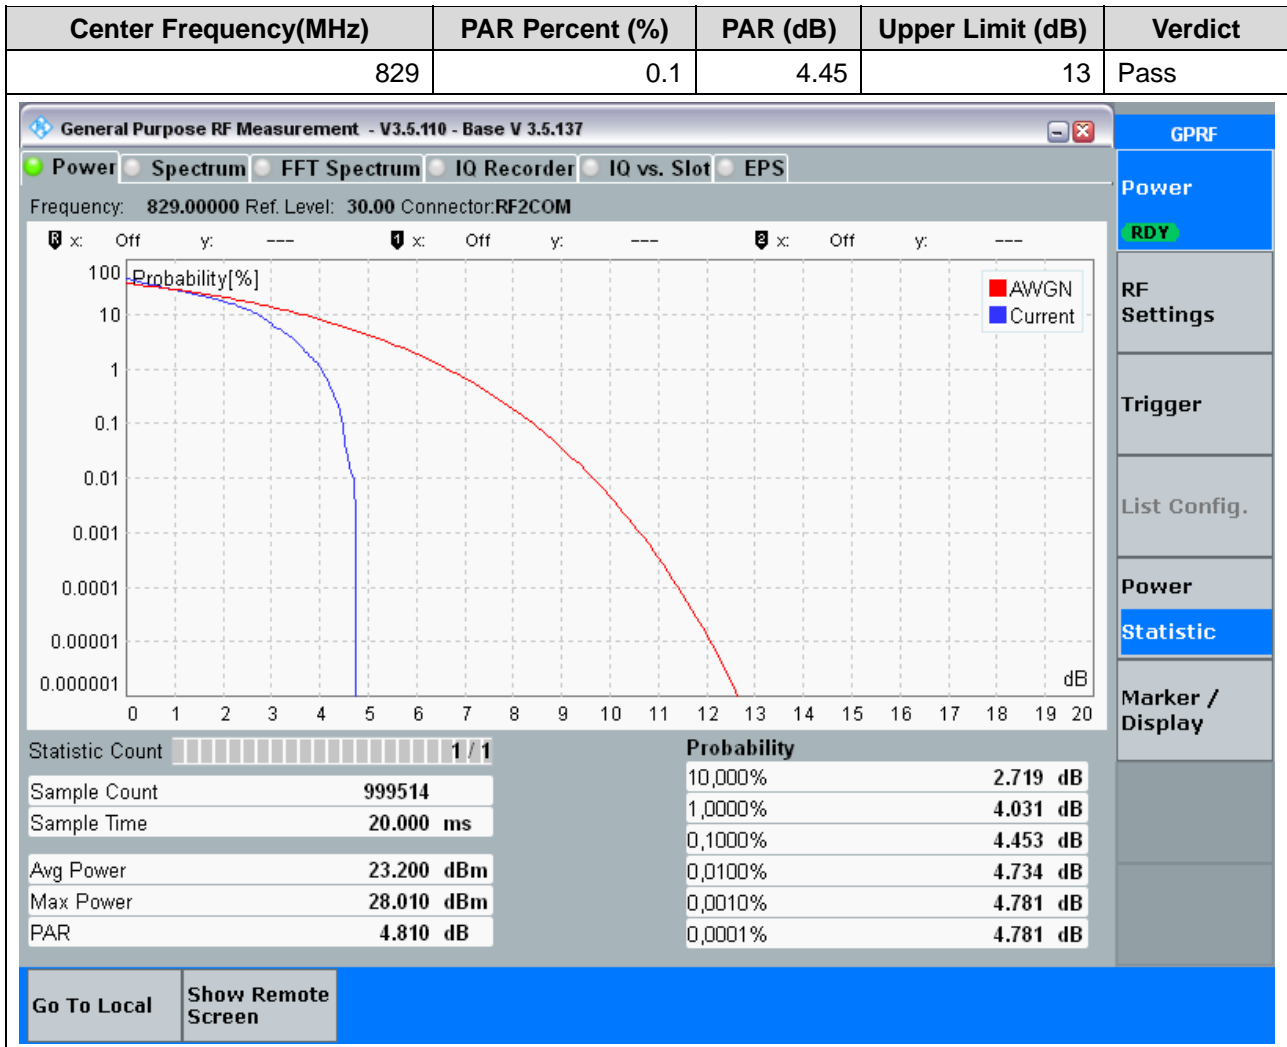 Center Frequency(MHz) PAR Percent (%) PAR (dB) Upper Limit (dB) Verdict
829 0.1 4.45 13 Pass
General Purpose RF Measurement - V3.5.110 - Base V 3.5.137
GPRF
Power Spectrum FFT Spectrum IQ Recorder IQ vs. Slot EPS
Frequency: 829.00000 Ref. Level: 30.00 Connector:RF2COM
R x: Off y: --- 1 x: Off y: --- 2 x: Off y: ---
Probability[%]
AWGN
Current
100
10
1
0.1
0.01
0.001
0.0001
0.00001
0.000001
dB
0 1 2 3 4 5 6 7 8 9 10 11 12 13 14 15 16 17 18 19 20
Statistic Count 1 / 1
Sample Count 999514
Sample Time 20.000 ms
Avg Power 23.200 dBm
Max Power 28.010 dBm
PAR 4.810 dB
Probability
10,000% 2.719 dB
1,0000% 4.031 dB
0,1000% 4.453 dB
0,0100% 4.734 dB
0,0010% 4.781 dB
0,0001% 4.781 dB
Power
RDY
RF
Settings
Trigger
List Config.
Power
Statistic
Marker /
Display
Go To Local
Show Remote
Screen